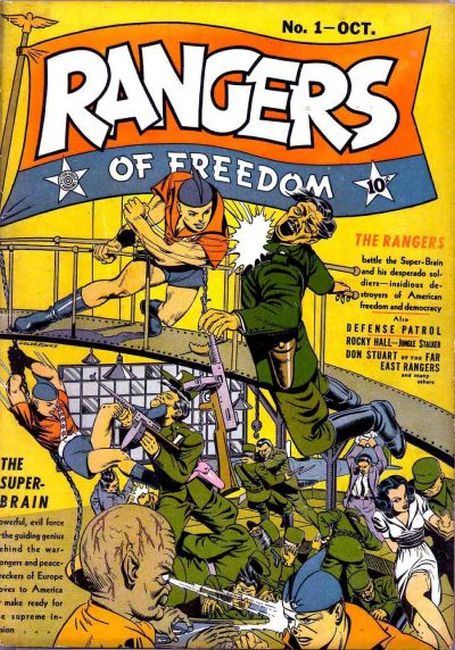 No. 1—OCT.
RANGERS
OF FREEDOM
10¢
THE RANGERS
battle the Super-Brain
and his desperado sol-
diers—insidious de-
stroyers of American
freedom and democracy
Also
DEFENSE PATROL
ROCKY HALL—JUNGLE STALKER
DON STUART OF THE FAR
EAST RANGERS
and many
others
THE
SUPER-
BRAIN
owerful, evil force
the guiding genius
ehind the war-
ongers and peace-
reckers of Europe
oves to America
make ready for
e supreme in-
sion . . .